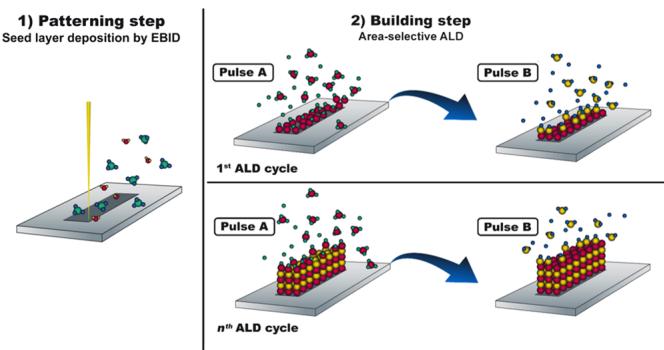 1) Patterning step
Seed layer deposition by EBID
2) Building step
Area-selective ALD
Pulse A
Pulse B
1st ALD cycle
Pulse A
Pulse B
nth ALD cycle